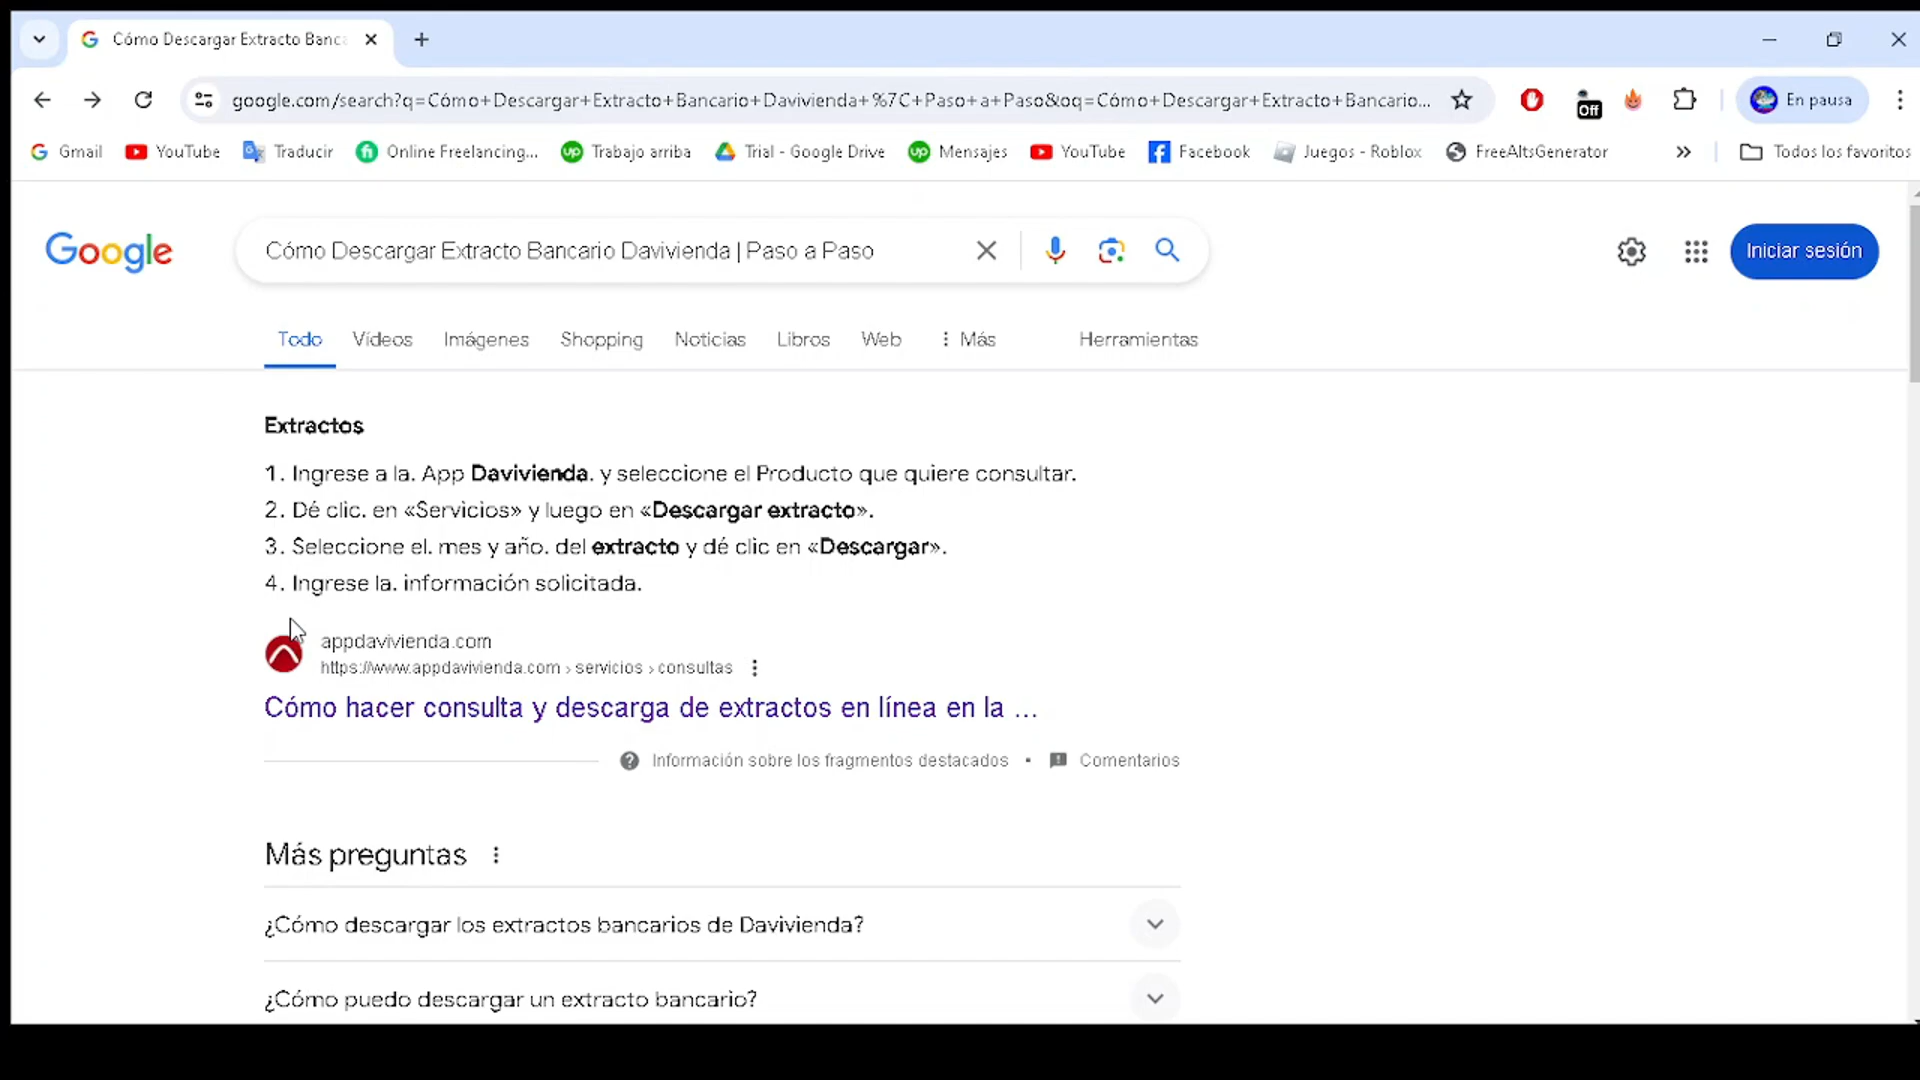 Cómo Descargar Extracto Banc
google.com/search?q=Cómo+Descargar+Extracto+Bancario+Davivienda+%7C+Paso+a+Paso&oq=Cómo+Descargar+Extracto+Bancario...
Off
En pausa
Gmail
YouTube
Traducir
Online Freelancing...
Trabajo arriba
Trial - Google Drive
Mensajes
YouTube
Facebook
Juegos - Roblox
FreeAltsGenerator
Todos los favoritos
Google
Cómo Descargar Extracto Bancario Davivienda | Paso a Paso
Iniciar sesión
Todo
Vídeos
Imágenes
Shopping
Noticias
Libros
Web
Más
Herramientas
Extractos
1. Ingrese a la. App Davivienda. y seleccione el Producto que quiere consultar.
2. Dé clic. en «Servicios» y luego en «Descargar extracto».
3. Seleccione el. mes y año. del extracto y dé clic en «Descargar».
4. Ingrese la. información solicitada.
appdavivienda.com
https://www.appdavivienda.com › servicios › consultas
Cómo hacer consulta y descarga de extractos en línea en la ...
Información sobre los fragmentos destacados
Comentarios
Más preguntas
¿Cómo descargar los extractos bancarios de Davivienda?
¿Cómo puedo descargar un extracto bancario?